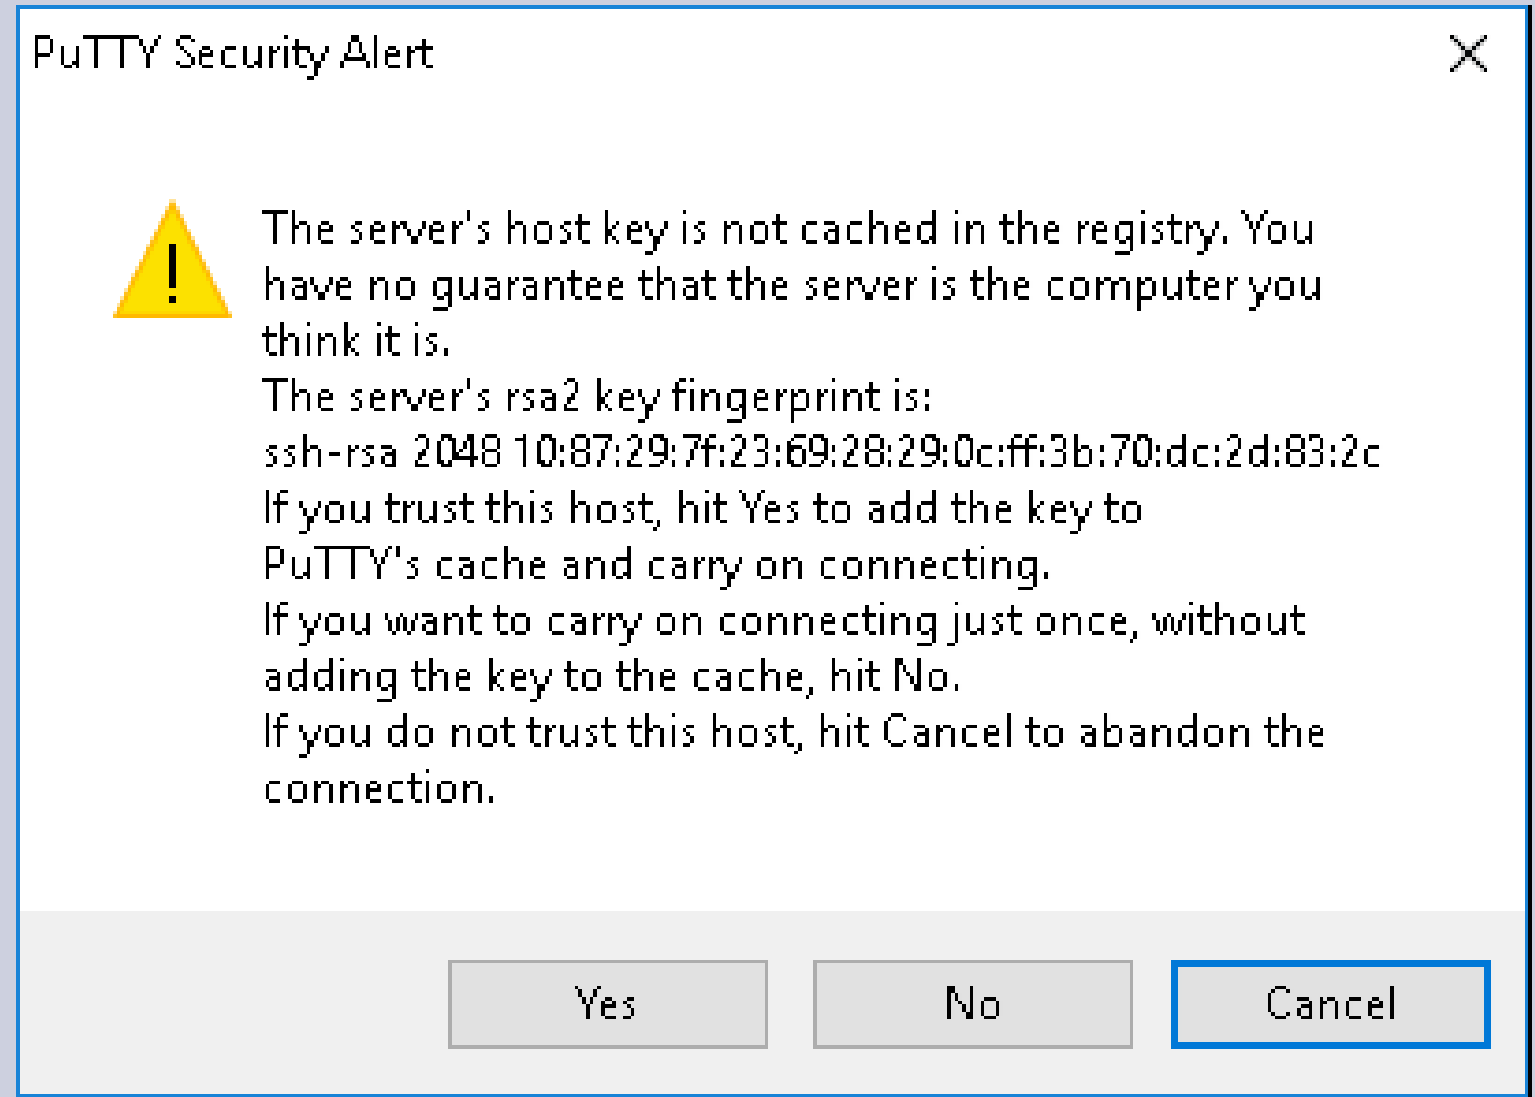 PuTTY Security Alert
The server's host key is not cached in the registry. You
have no guarantee that the server is the computer you
think it is.
The server's rsa2 key fingerprint is:
ssh-rsa 2048 10:87:29:7f:23:69:28:29:0c:ff:3b:70:dc:2d:83:2c
If you trust this host, hit Yes to add the key to
PuTTY's cache and carry on connecting.
If you want to carry on connecting just once, without
adding the key to the cache, hit No.
If you do not trust this host, hit Cancel to abandon the
connection.
Yes
No
Cancel